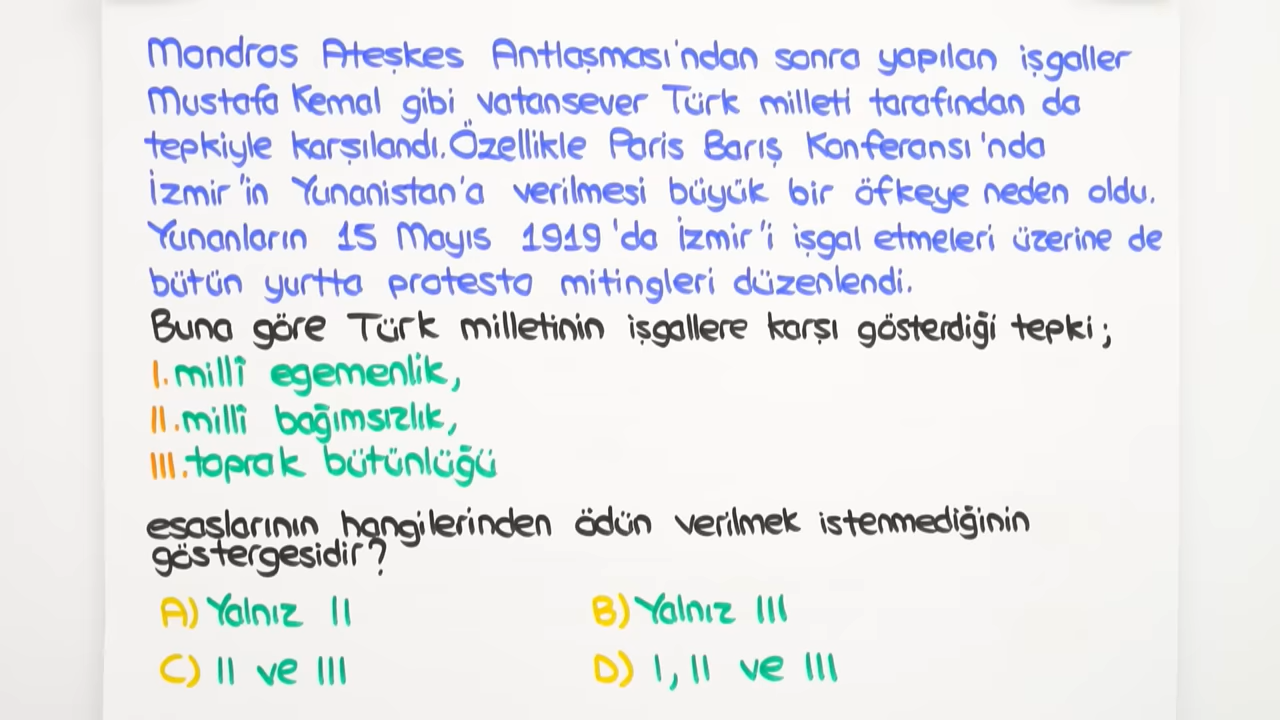 Mondros Ateşkes Antlaşması'ndan sonra yapılan işgaller
Mustafa Kemal gibi vatansever Türk milleti tarafından da
tepkiyle karşılandı. Özellikle Paris Barış Konferansı'nda
İzmir'in Yunanistan'a verilmesi büyük bir öfkeye neden oldu.
Yunanların 15 Mayıs 1919'da İzmir'i işgal etmeleri üzerine de
bütün yurtta protesto mitingleri düzenlendi.
Buna göre Türk milletinin işgallere karşı gösterdiği tepki;
I. millî egemenlik,
II. millî bağımsızlık,
III. toprak bütünlüğü
esaslarının hangilerinden ödün verilmek istenmediğinin
göstergesidir?
A) Yalnız II
B) Yalnız III
C) II ve III
D) I, II ve III